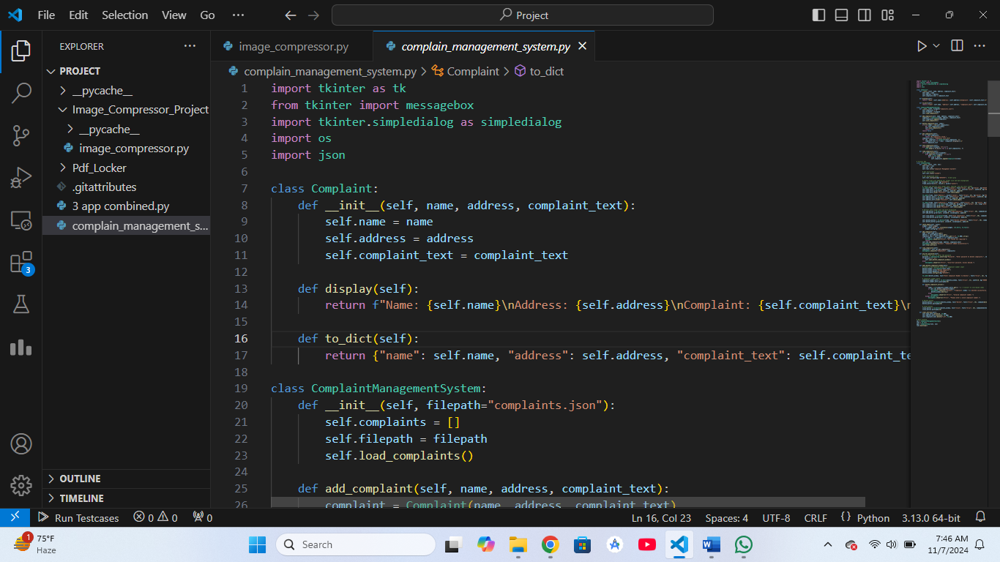 File Edit Selection View Go ··· Project
EXPLORER ···
PROJECT
__pycache__
Image_Compressor_Project
__pycache__
image_compressor.py
Pdf_Locker
.gitattributes
3 app combined.py
complain_management_s...
OUTLINE
TIMELINE
3
image_compressor.py complain_management_system.py
complain_management_system.py > Complaint > to_dict
1 import tkinter as tk
2 from tkinter import messagebox
3 import tkinter.simpledialog as simpledialog
4 import os
5 import json
6
7 class Complaint:
8 def __init__(self, name, address, complaint_text):
9 self.name = name
10 self.address = address
11 self.complaint_text = complaint_text
12
13 def display(self):
14 return f"Name: {self.name}\nAddress: {self.address}\nComplaint: {self.complaint_text}\n
15
16 def to_dict(self):
17 return {"name": self.name, "address": self.address, "complaint_text": self.complaint_te
18
19 class ComplaintManagementSystem:
20 def __init__(self, filepath="complaints.json"):
21 self.complaints = []
22 self.filepath = filepath
23 self.load_complaints()
24
25 def add_complaint(self, name, address, complaint_text):
26 complaint = Complaint(name, address, complaint_text)
Run Testcases 0 0 0 Ln 16, Col 23 Spaces: 4 UTF-8 CRLF {} Python 3.13.0 64-bit
1 75°F
Haze
Search
7:46 AM
11/7/2024